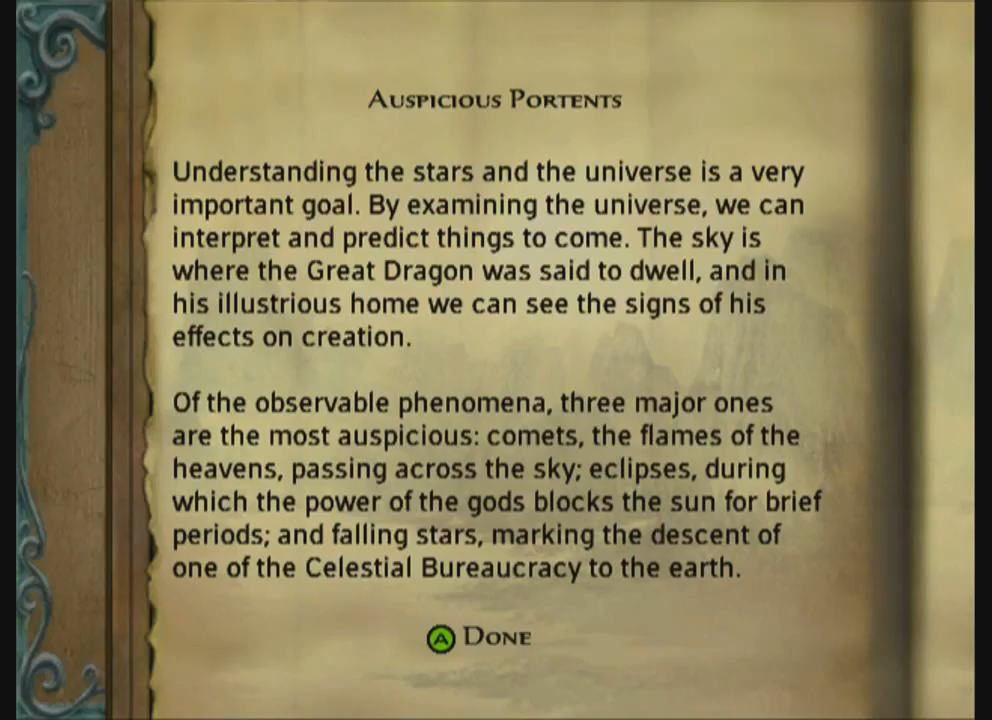 Auspicious Portents
Understanding the stars and the universe is a very
important goal. By examining the universe, we can
interpret and predict things to come. The sky is
where the Great Dragon was said to dwell, and in
his illustrious home we can see the signs of his
effects on creation.
Of the observable phenomena, three major ones
are the most auspicious: comets, the flames of the
heavens, passing across the sky; eclipses, during
which the power of the gods blocks the sun for brief
periods; and falling stars, marking the descent of
one of the Celestial Bureaucracy to the earth.
A Done